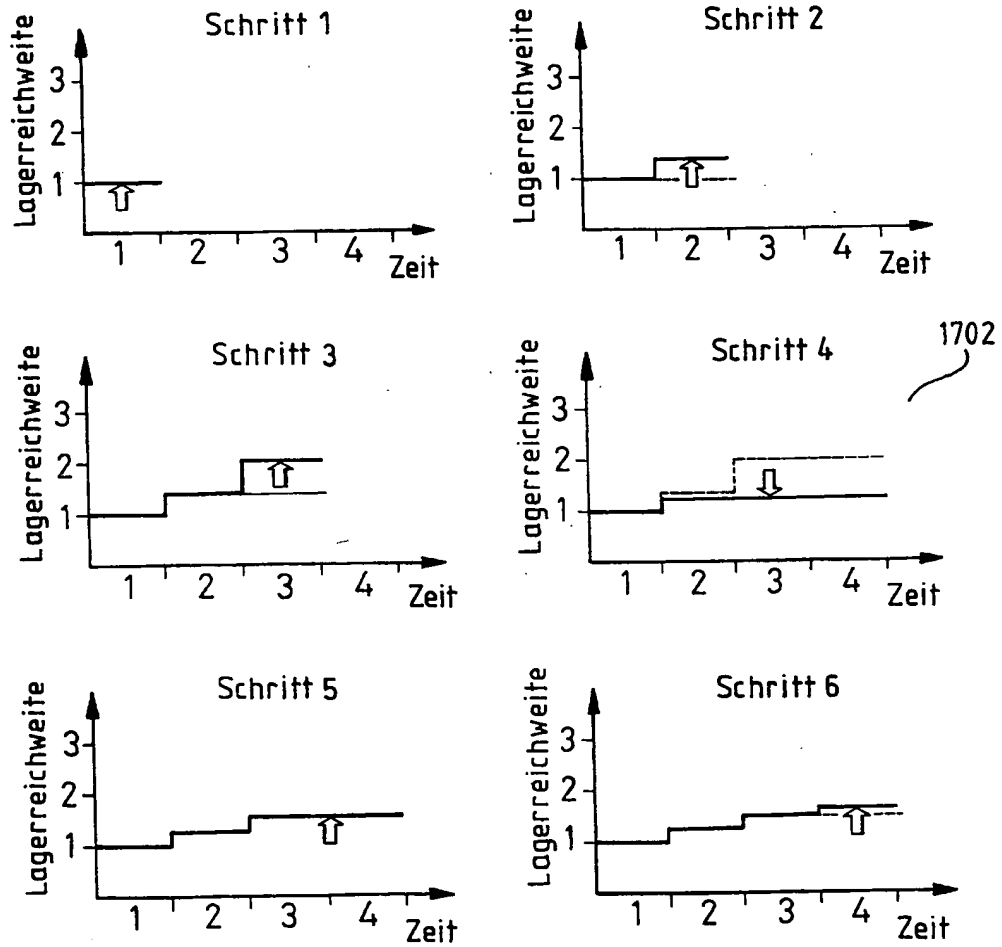 Schritt 1
Lagerreichweite
3
2
1
1 2 3 4
Zeit
Schritt 2
Lagerreichweite
3
2
1
1 2 3 4
Zeit
Schritt 3
Lagerreichweite
3
2
1
1 2 3 4
Zeit
Schritt 4
1702
Lagerreichweite
3
2
1
1 2 3 4
Zeit
Schritt 5
Lagerreichweite
3
2
1
1 2 3 4
Zeit
Schritt 6
Lagerreichweite
3
2
1
1 2 3 4
Zeit